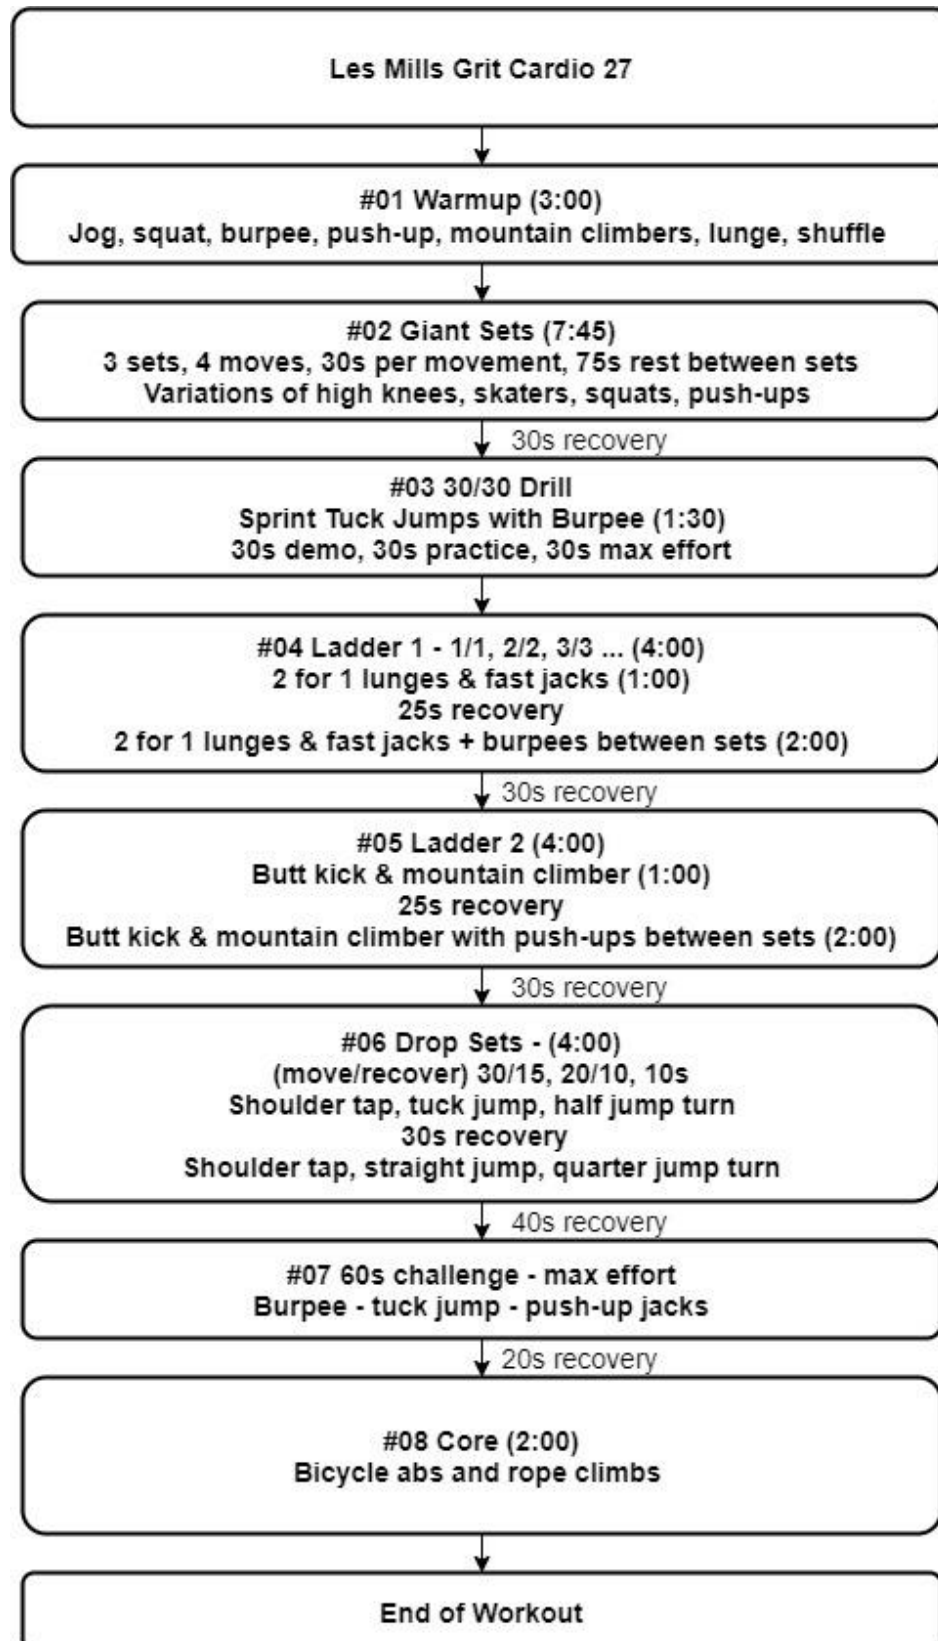 Les Mills Grit Cardio 27
#01 Warmup (3:00)
Jog, squat, burpee, push-up, mountain climbers, lunge, shuffle
#02 Giant Sets (7:45)
3 sets, 4 moves, 30s per movement, 75s rest between sets
Variations of high knees, skaters, squats, push-ups
30s recovery
#03 30/30 Drill
Sprint Tuck Jumps with Burpee (1:30)
30s demo, 30s practice, 30s max effort
#04 Ladder 1 - 1/1, 2/2, 3/3 ... (4:00)
2 for 1 lunges & fast jacks (1:00)
25s recovery
2 for 1 lunges & fast jacks + burpees between sets (2:00)
30s recovery
#05 Ladder 2 (4:00)
Butt kick & mountain climber (1:00)
25s recovery
Butt kick & mountain climber with push-ups between sets (2:00)
30s recovery
#06 Drop Sets - (4:00)
(move/recover) 30/15, 20/10, 10s
Shoulder tap, tuck jump, half jump turn
30s recovery
Shoulder tap, straight jump, quarter jump turn
40s recovery
#07 60s challenge - max effort
Burpee - tuck jump - push-up jacks
20s recovery
#08 Core (2:00)
Bicycle abs and rope climbs
End of Workout